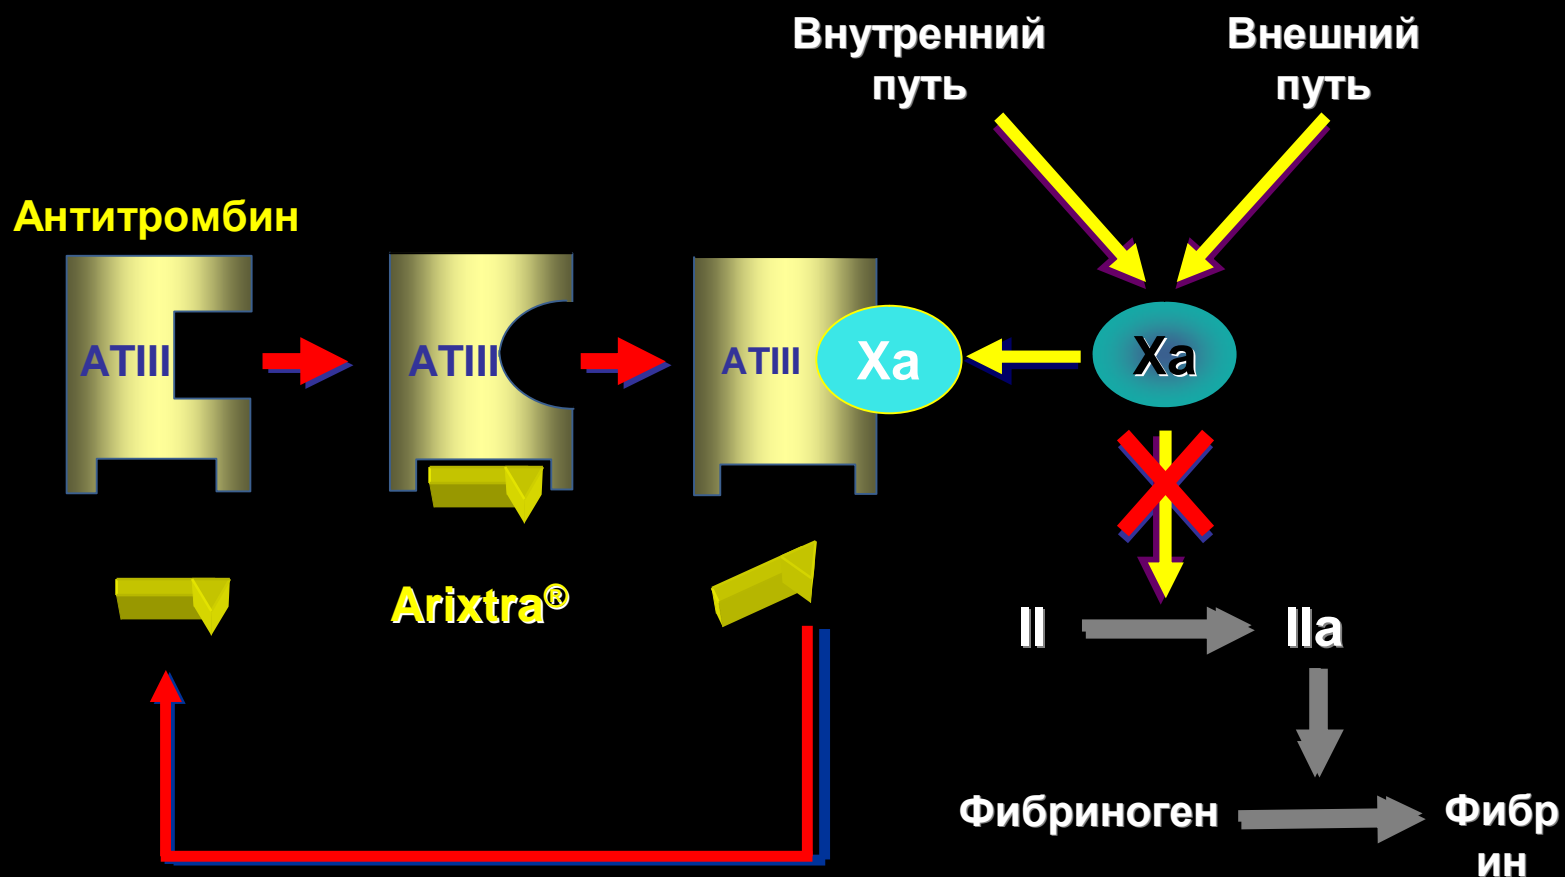 Внутренний
путь
Внешний
путь
Антитромбин
ATIII
ATIII
ATIII
Xa
Xa
Arixtra®
II
IIa
Фибриноген
Фибр
ин